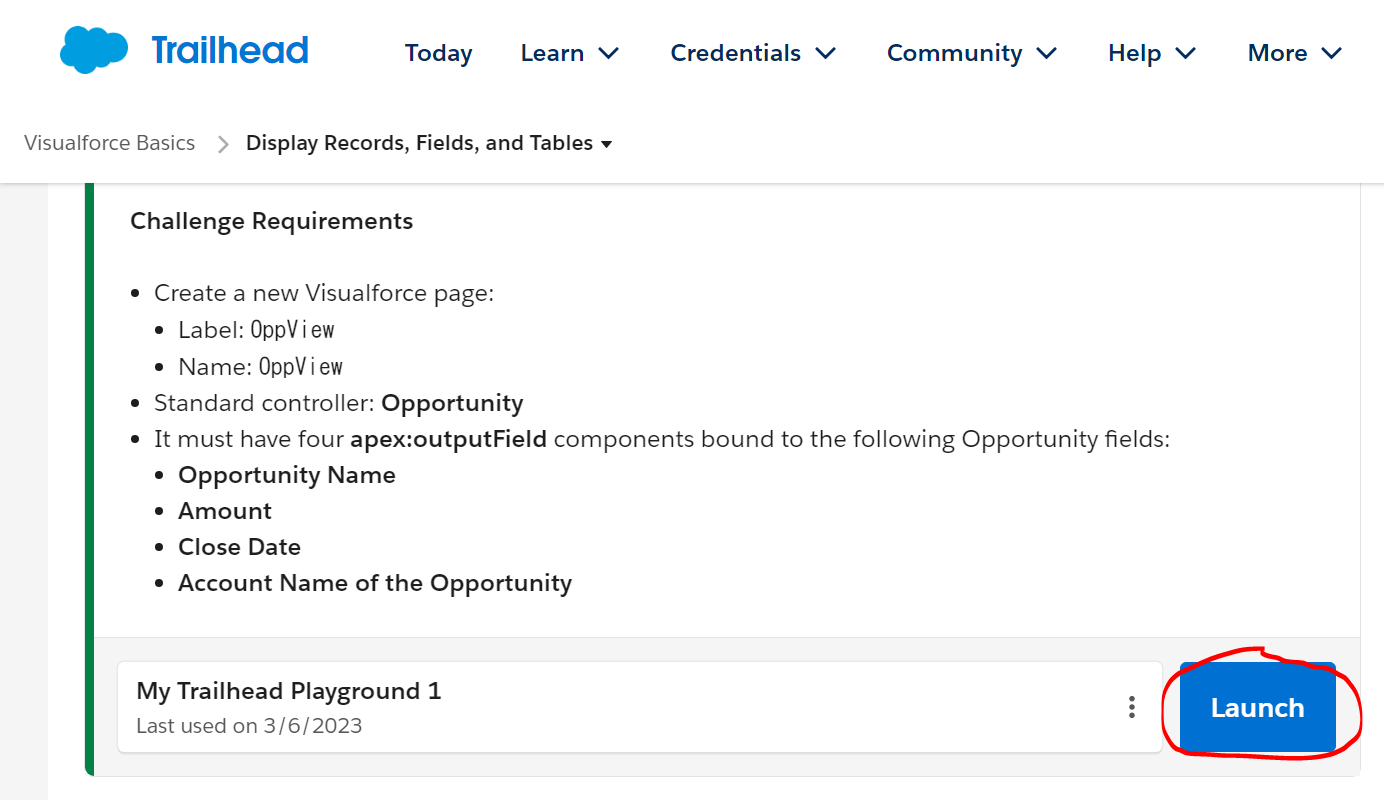 Trailhead
Today Learn Credentials Community Help More
Visualforce Basics Display Records, Fields, and Tables
Challenge Requirements
Create a new Visualforce page:
Label: OppView
Name: OppView
Standard controller: Opportunity
It must have four apex:outputField components bound to the following Opportunity fields:
Opportunity Name
Amount
Close Date
Account Name of the Opportunity
My Trailhead Playground 1
Last used on 3/6/2023
Launch